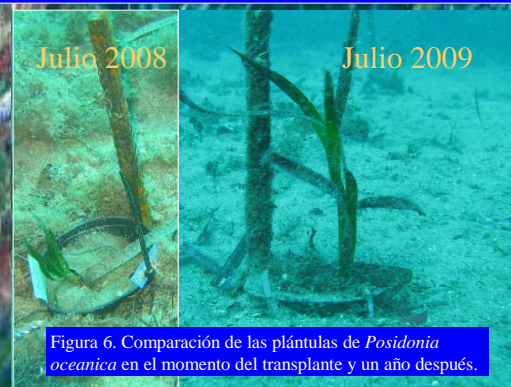 Julio 2008
Julio 2009
Figura 6. Comparación de las plántulas de Posidonia
oceanica en el momento del transplante y un año después.